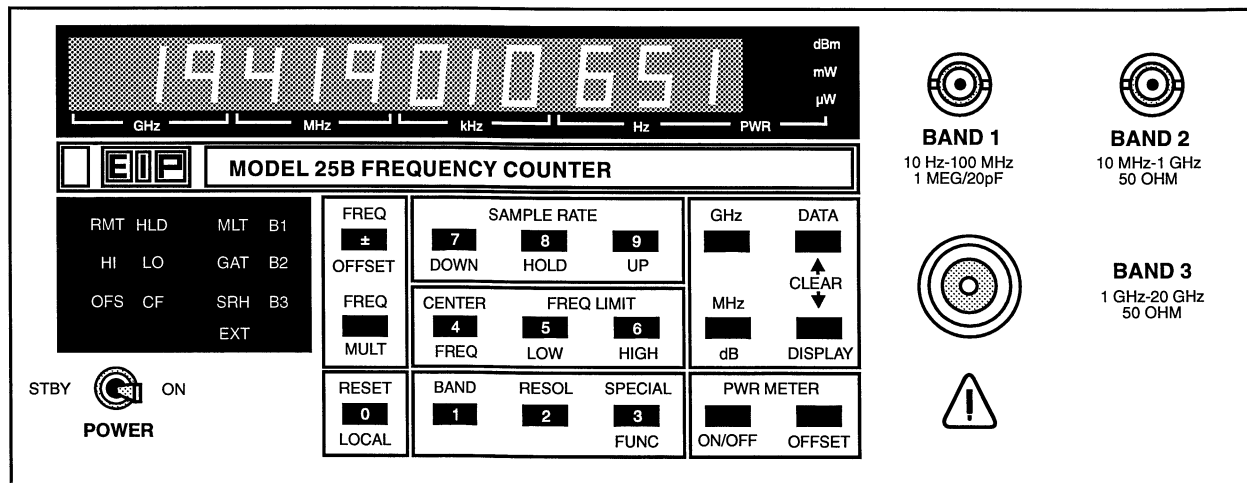 19 419 010 651
dBm
mW
μW
GHz MHz kHz Hz PWR
EIP MODEL 25B FREQUENCY COUNTER
RMT HLD MLT B1
HI LO GAT B2
OFS CF SRH B3
EXT
STBY ON
POWER
FREQ
±
OFFSET
FREQ
MULT
RESET
0
LOCAL
SAMPLE RATE
7 8 9
DOWN HOLD UP
CENTER FREQ LIMIT
4 5 6
FREQ LOW HIGH
BAND RESOL SPECIAL
1 2 3
FUNC
GHz DATA
CLEAR
MHz
dB DISPLAY
PWR METER
ON/OFF OFFSET
BAND 1
10 Hz-100 MHz
1 MEG/20pF
BAND 2
10 MHz-1 GHz
50 OHM
BAND 3
1 GHz-20 GHz
50 OHM
!